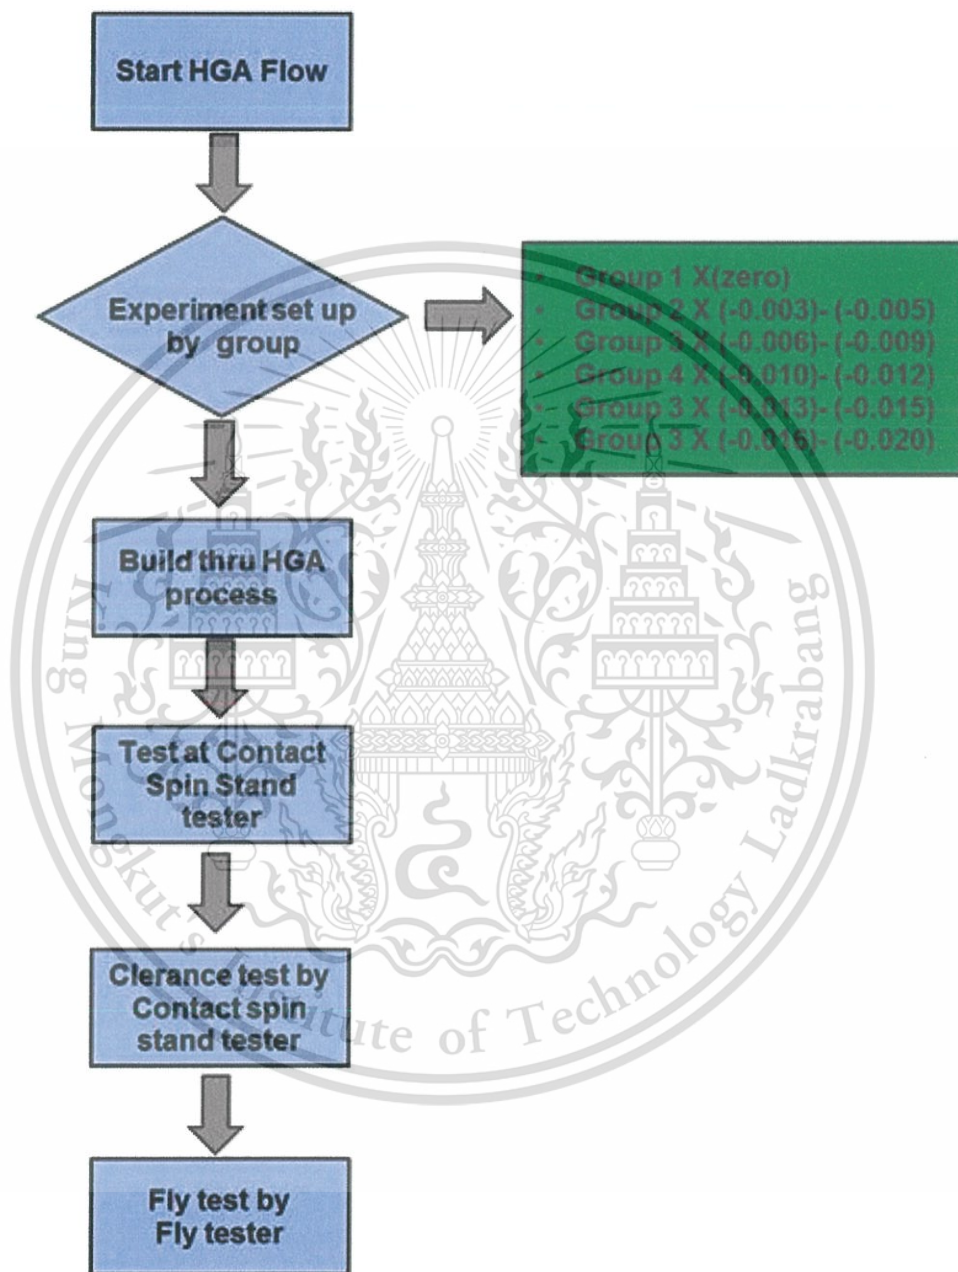 Start HGA Flow
Experiment set up
by group
• Group 1 X(zero)
• Group 2 X (-0.003)- (-0.005)
• Group 3 X (-0.006)- (-0.009)
• Group 4 X (-0.010)- (-0.012)
• Group 3 X (-0.013)- (-0.015)
• Group 3 X (-0.016)- (-0.020)
Build thru HGA
process
Test at Contact
Spin Stand
tester
Clerance test by
Contact spin
stand tester
Fly test by
Fly tester
King Mongkut's Institute of Technology Ladkrabang